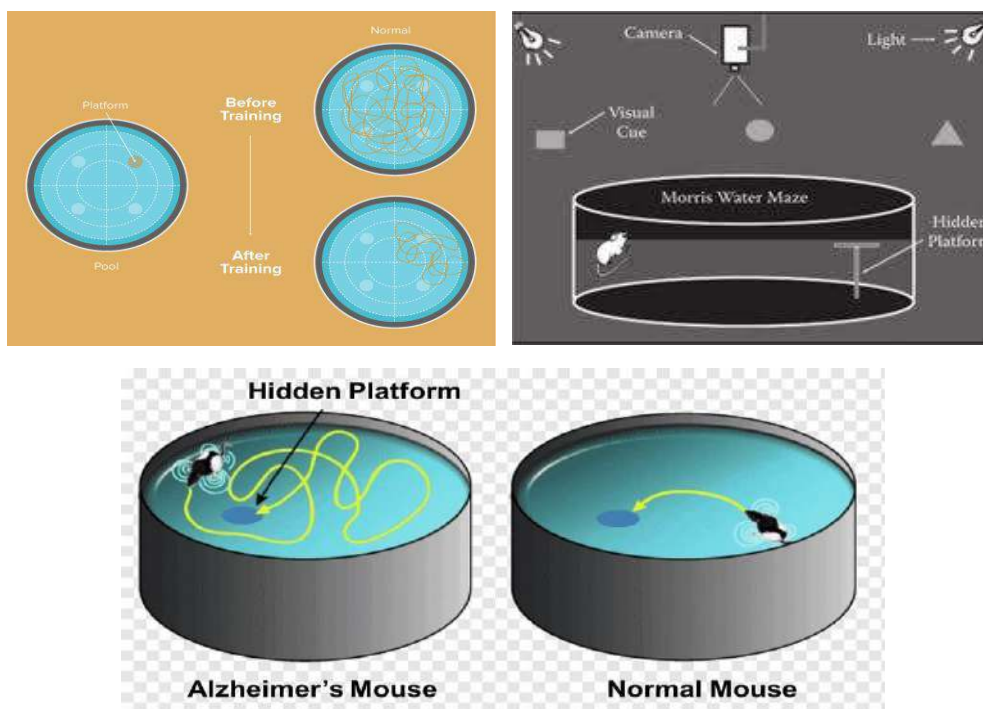 Normal
Platform
Before
Training
After
Training
Pool
Camera
Light
Visual
Cue
Morris Water Maze
Hidden
Platform
Hidden Platform
Alzheimer's Mouse
Normal Mouse